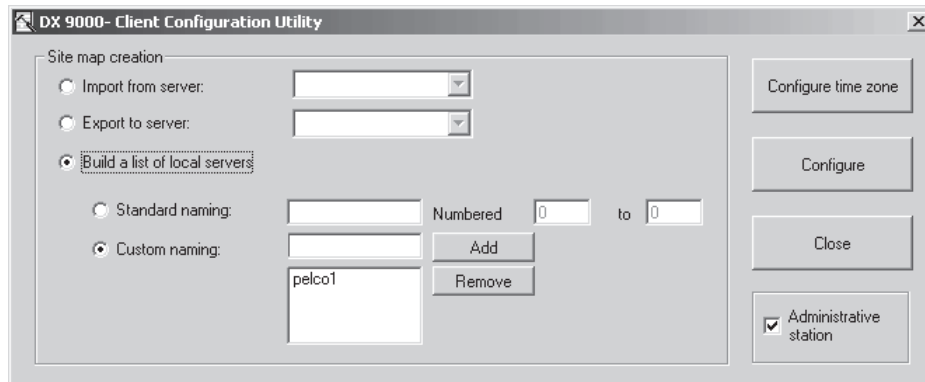 DX 9000- Client Configuration Utility
Site map creation
Import from server:
Configure time zone
Export to server:
Build a list of local servers
Configure
Standard naming:
Numbered 0 to 0
Custom naming:
Add
Close
pelco1
Remove
Administrative
station